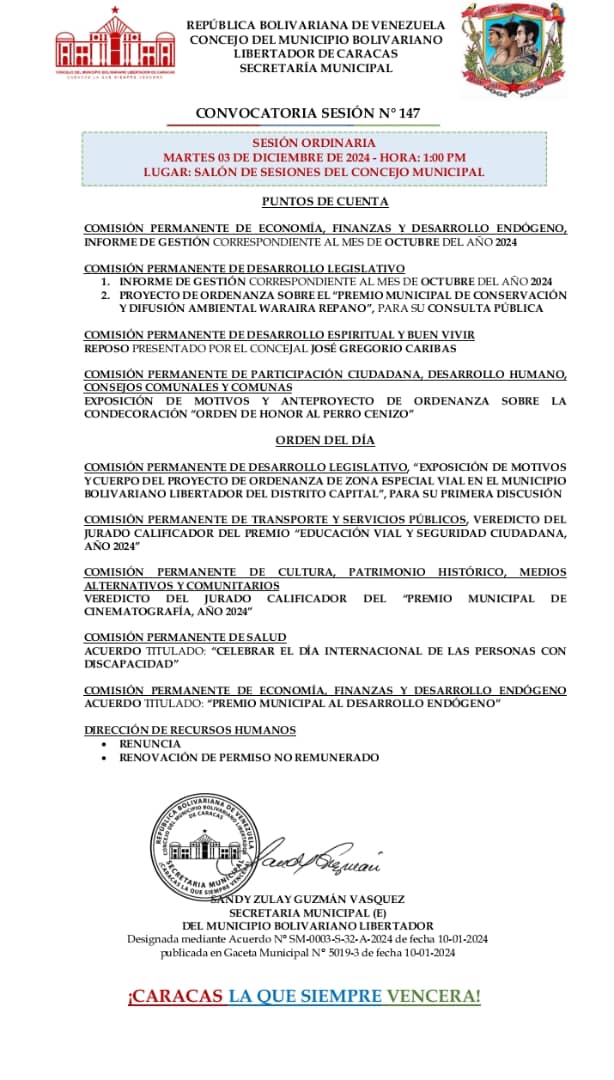 REPÚBLICA BOLIVARIANA DE VENEZUELA
CONCEJO DEL MUNICIPIO BOLIVARIANO
LIBERTADOR DE CARACAS
SECRETARÍA MUNICIPAL
CONCEJO DEL MUNICIPIO BOLIVARIANO LIBERTADOR DE CARACAS
CARACAS LA QUE SIEMPRE VENCERÁ
CONVOCATORIA SESIÓN N° 147
SESIÓN ORDINARIA
MARTES 03 DE DICIEMBRE DE 2024 - HORA: 1:00 PM
LUGAR: SALÓN DE SESIONES DEL CONCEJO MUNICIPAL
PUNTOS DE CUENTA
COMISIÓN PERMANENTE DE ECONOMÍA, FINANZAS Y DESARROLLO ENDÓGENO,
INFORME DE GESTIÓN CORRESPONDIENTE AL MES DE OCTUBRE DEL AÑO 2024
COMISIÓN PERMANENTE DE DESARROLLO LEGISLATIVO
1. INFORME DE GESTIÓN CORRESPONDIENTE AL MES DE OCTUBRE DEL AÑO 2024
2. PROYECTO DE ORDENANZA SOBRE EL “PREMIO MUNICIPAL DE CONSERVACIÓN
Y DIFUSIÓN AMBIENTAL WARAIRA REPANO”, PARA SU CONSULTA PÚBLICA
COMISIÓN PERMANENTE DE DESARROLLO ESPIRITUAL Y BUEN VIVIR
REPOSO PRESENTADO POR EL CONCEJAL JOSÉ GREGORIO CARIBAS
COMISIÓN PERMANENTE DE PARTICIPACIÓN CIUDADANA, DESARROLLO HUMANO,
CONSEJOS COMUNALES Y COMUNAS
EXPOSICIÓN DE MOTIVOS Y ANTEPROYECTO DE ORDENANZA SOBRE LA
CONDECORACIÓN “ORDEN DE HONOR AL PERRO CENIZO”
ORDEN DEL DÍA
COMISIÓN PERMANENTE DE DESARROLLO LEGISLATIVO, “EXPOSICIÓN DE MOTIVOS
Y CUERPO DEL PROYECTO DE ORDENANZA DE ZONA ESPECIAL VIAL EN EL MUNICIPIO
BOLIVARIANO LIBERTADOR DEL DISTRITO CAPITAL”, PARA SU PRIMERA DISCUSIÓN
COMISIÓN PERMANENTE DE TRANSPORTE Y SERVICIOS PÚBLICOS, VEREDICTO DEL
JURADO CALIFICADOR DEL PREMIO “EDUCACIÓN VIAL Y SEGURIDAD CIUDADANA,
AÑO 2024”
COMISIÓN PERMANENTE DE CULTURA, PATRIMONIO HISTÓRICO, MEDIOS
ALTERNATIVOS Y COMUNITARIOS
VEREDICTO DEL JURADO CALIFICADOR DEL “PREMIO MUNICIPAL DE
CINEMATOGRAFÍA, AÑO 2024”
COMISIÓN PERMANENTE DE SALUD
ACUERDO TITULADO: “CELEBRAR EL DÍA INTERNACIONAL DE LAS PERSONAS CON
DISCAPACIDAD”
COMISIÓN PERMANENTE DE ECONOMÍA, FINANZAS Y DESARROLLO ENDÓGENO
ACUERDO TITULADO: “PREMIO MUNICIPAL AL DESARROLLO ENDÓGENO”
DIRECCIÓN DE RECURSOS HUMANOS
• RENUNCIA
• RENOVACIÓN DE PERMISO NO REMUNERADO
REPÚBLICA BOLIVARIANA DE VENEZUELA
CONCEJO DEL MUNICIPIO BOLIVARIANO LIBERTADOR
DE CARACAS
SECRETARIA MUNICIPAL
¡CARACAS LA QUE SIEMPRE VENCERA!
SANDY ZULAY GUZMÁN VASQUEZ
SECRETARIA MUNICIPAL (E)
DEL MUNICIPIO BOLIVARIANO LIBERTADOR
Designada mediante Acuerdo N° SM-0003-S-32-A-2024 de fecha 10-01-2024
publicada en Gaceta Municipal N° 5019-3 de fecha 10-01-2024
¡CARACAS LA QUE SIEMPRE VENCERA!